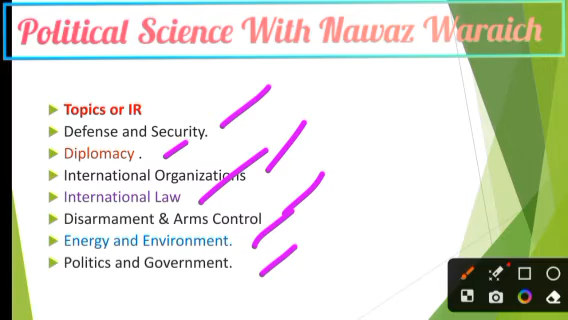 Political Science With Nawaz Waraich
Topics or IR
Defense and Security.
Diplomacy .
International Organizations
International Law
Disarmament & Arms Control
Energy and Environment.
Politics and Government.